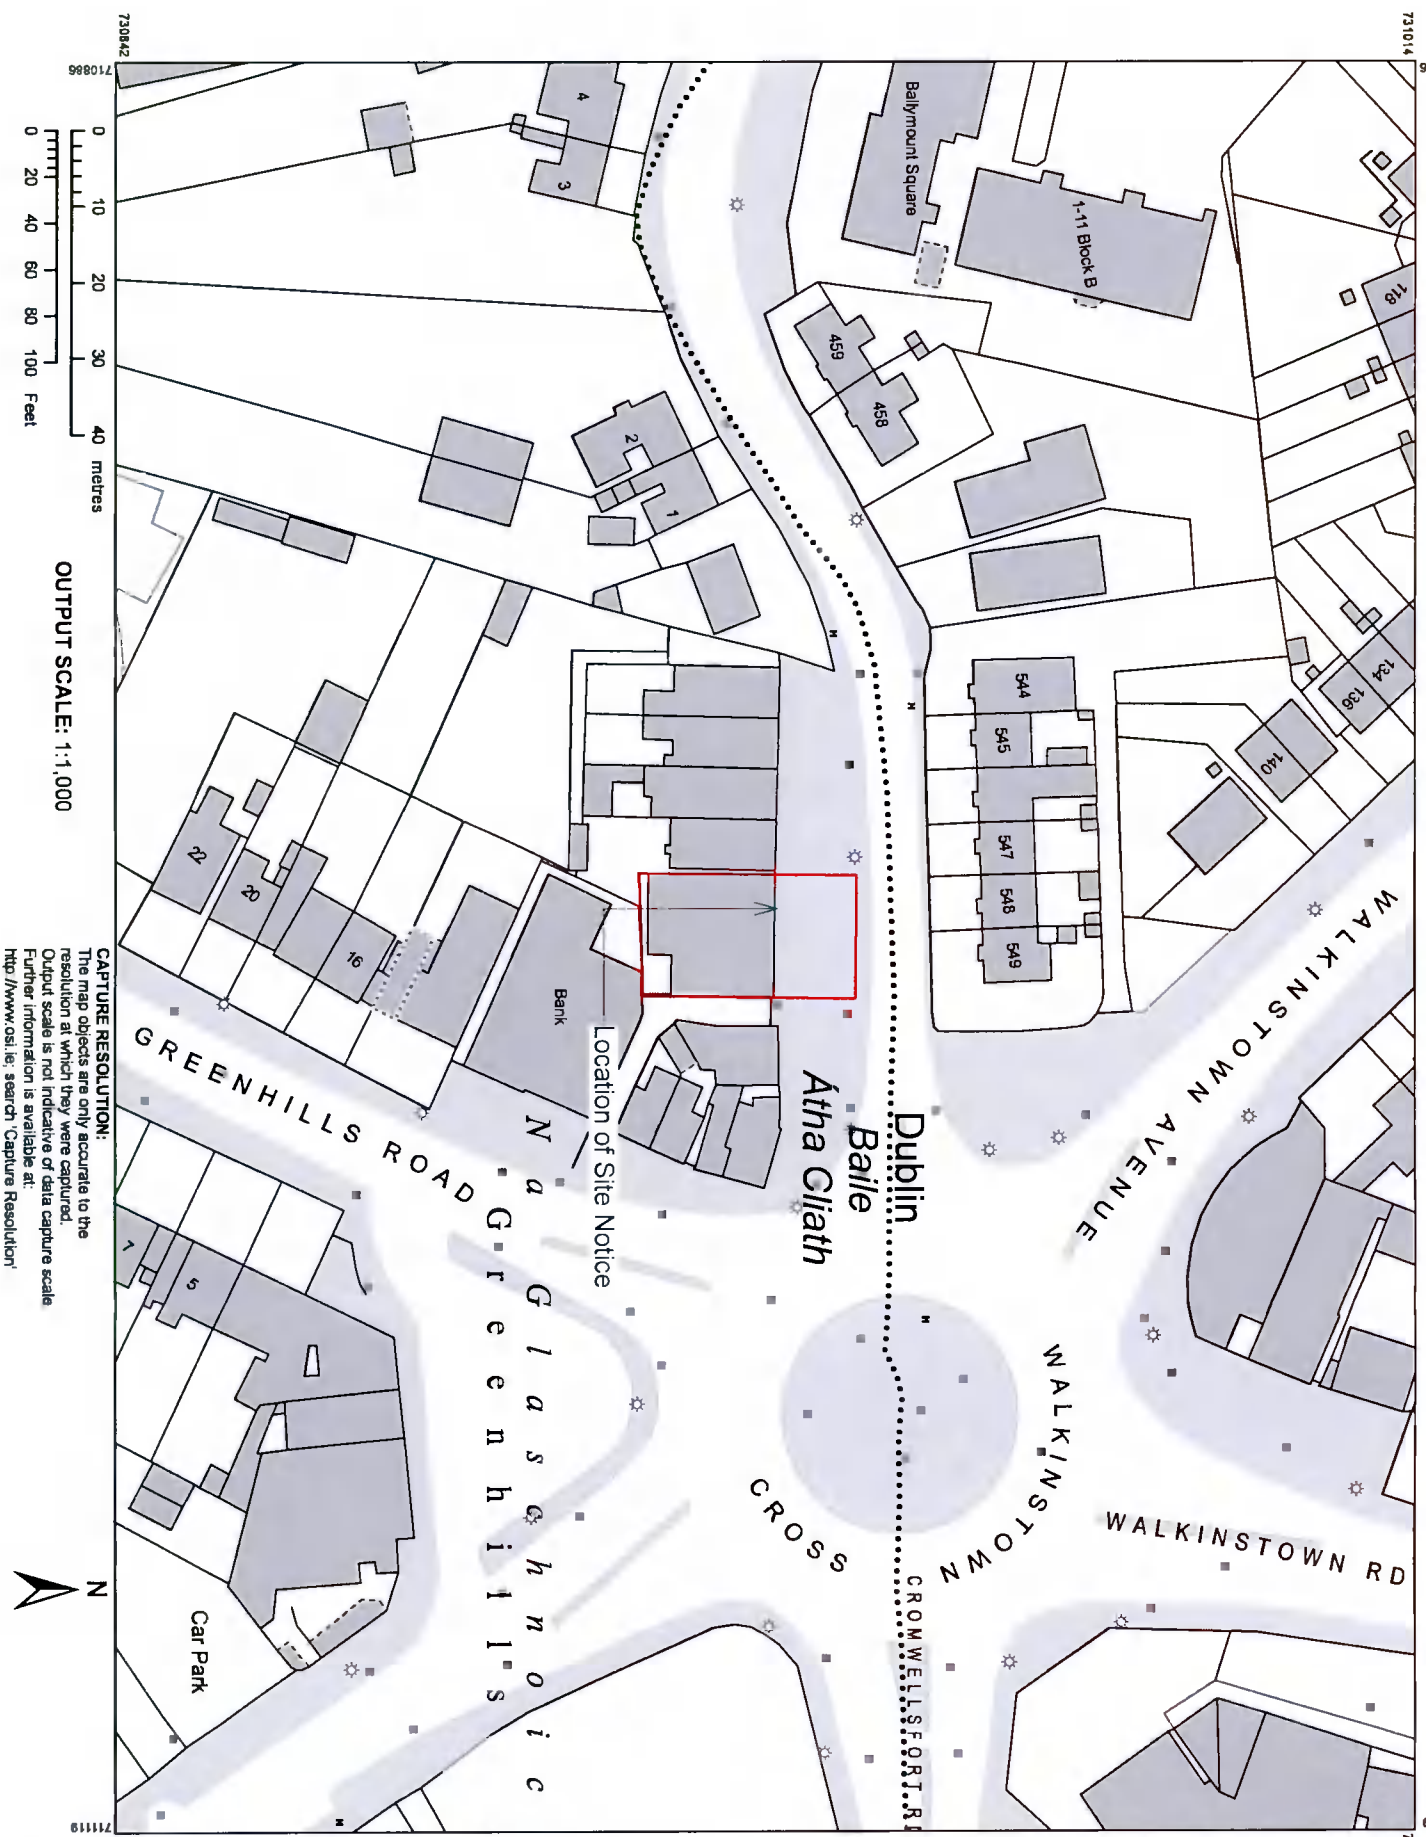 730842
731014
710886
711119
Ballymount Square
1-11 Block B
118
4
3
459
458
2
1
134
136
140
544
545
547
548
549
22
20
16
Bank
Location of Site Notice
WALKINSTOWN AVENUE
GREENHILLS ROAD
Dublin
Baile
Átha Cliath
Na Glaschnoic
Greenhills
7
5
WALKINSTOWN
CROSS
WALKINSTOWN RD
CROMWELLSFORT RD
Car Park
N
0 10 20 30 40 metres
0 20 40 60 80 100 Feet
OUTPUT SCALE: 1:1,000
CAPTURE RESOLUTION:
The map objects are only accurate to the
resolution at which they were captured.
Output scale is not indicative of data capture scale
Further information is available at:
http://www.osi.ie; search 'Capture Resolution'